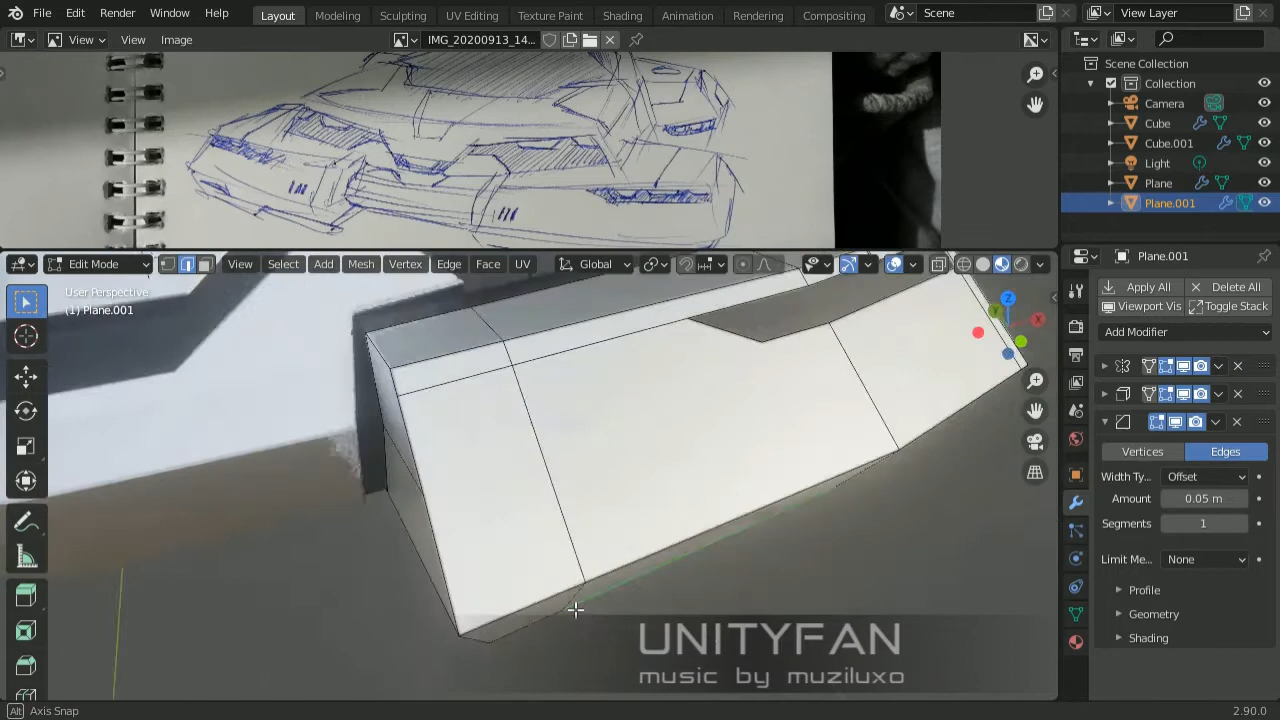 File Edit Render Window Help Layout Modeling Sculpting UV Editing Texture Paint Shading Animation Rendering Compositing Scene View Layer
View View Image IMG_20200913_14...
Scene Collection
Collection
Camera
Cube
Cube.001
Light
Plane
Plane.001
Edit Mode View Select Add Mesh Vertex Edge Face UV Global
User Perspective
(1) Plane.001
Z
Y
X
Plane.001
Apply All Delete All
Viewport Vis Toggle Stack
Add Modifier
Vertices Edges
Width Ty... Offset
Amount 0.05 m
Segments 1
Limit Me... None
Profile
Geometry
Shading
UNITYFAN
music by muziluxo
Alt Axis Snap 2.90.0